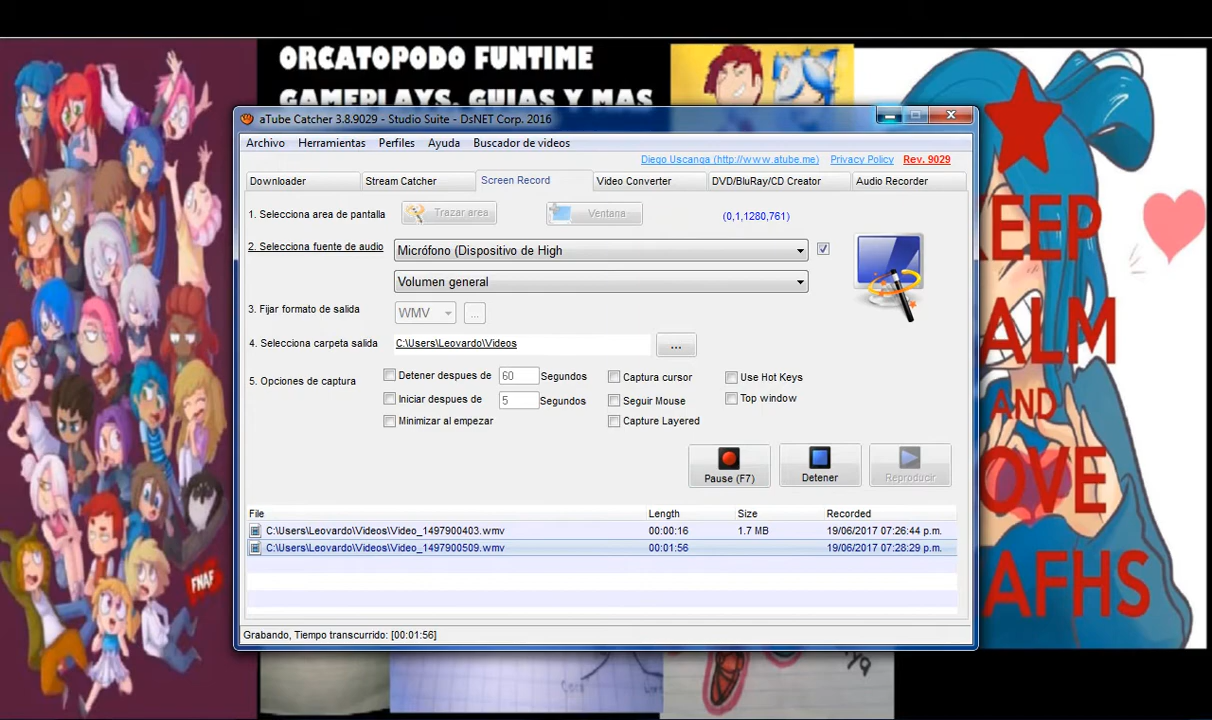 ORCATOPODO FUNTIME
GAMEPLAYS, GUIAS Y MAS
aTube Catcher 3.8.9029 - Studio Suite - DsNET Corp. 2016
Archivo Herramientas Perfiles Ayuda Buscador de videos
Diego Uscanga (http://www.atube.me) Privacy Policy Rev. 9029
Downloader Stream Catcher Screen Record Video Converter DVD/BluRay/CD Creator Audio Recorder
1. Selecciona area de pantalla Trazar area Ventana (0,1,1280,761)
2. Selecciona fuente de audio Micrófono (Dispositivo de High
Volumen general
3. Fijar formato de salida WMV ...
4. Selecciona carpeta salida C:\Users\Leovardo\Videos ...
5. Opciones de captura
Detener despues de 60 Segundos Captura cursor Use Hot Keys
Iniciar despues de 5 Segundos Seguir Mouse Top window
Minimizar al empezar Capture Layered
Pause (F7) Detener Reproducir
File Length Size Recorded
C:\Users\Leovardo\Videos\Video_1497900403.wmv 00:00:16 1.7 MB 19/06/2017 07:26:44 p.m.
C:\Users\Leovardo\Videos\Video_1497900509.wmv 00:01:56 19/06/2017 07:28:29 p.m.
Grabando, Tiempo transcurrido: [00:01:56]
FNAF
KEEP
ALM
AND
OVE
AFHS